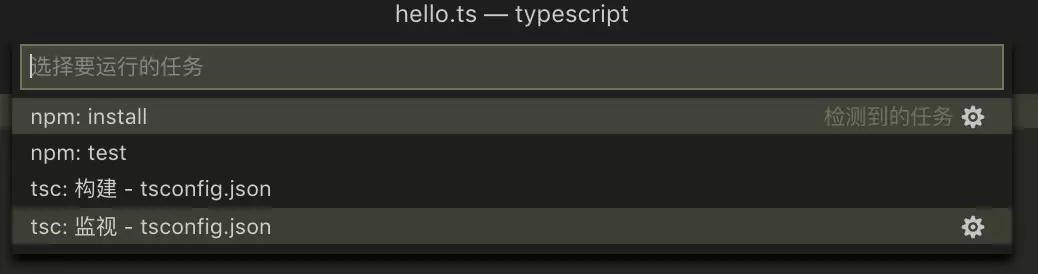 hello.ts — typescript
选择要运行的任务
npm: install 检测到的任务
npm: test
tsc: 构建 - tsconfig.json
tsc: 监视 - tsconfig.json